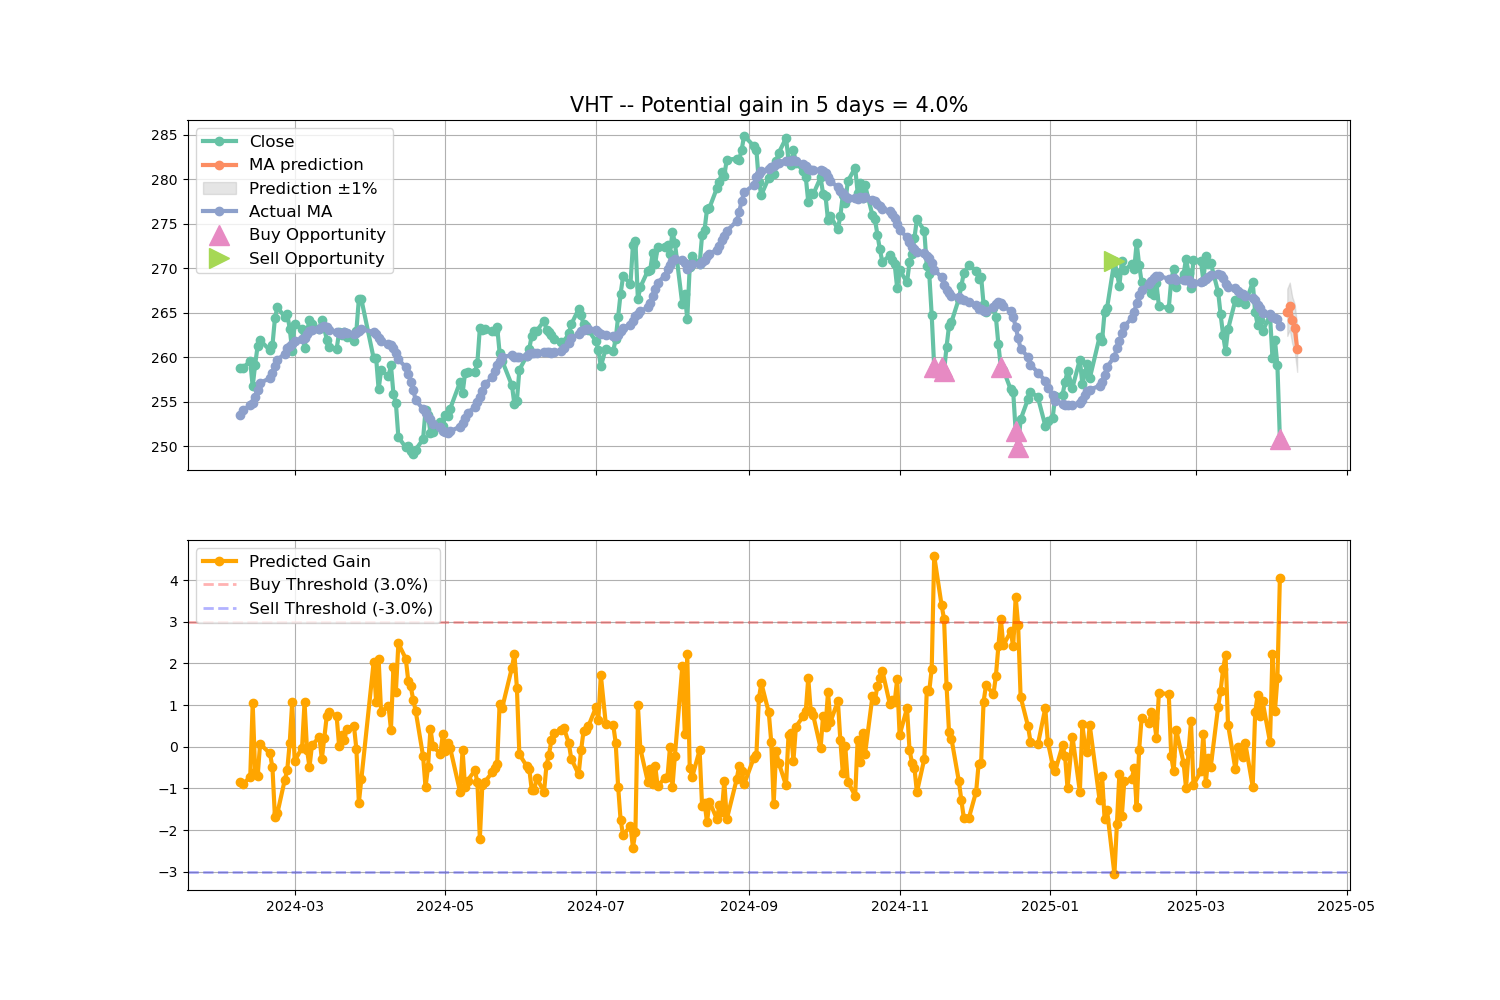 VHT -- Potential gain in 5 days = 4.0%
285
280
275
270
265
260
255
250
Close
MA prediction
Prediction ±1%
Actual MA
Buy Opportunity
Sell Opportunity
4
3
2
1
0
−1
−2
−3
Predicted Gain
Buy Threshold (3.0%)
Sell Threshold (-3.0%)
2024-03
2024-05
2024-07
2024-09
2024-11
2025-01
2025-03
2025-05